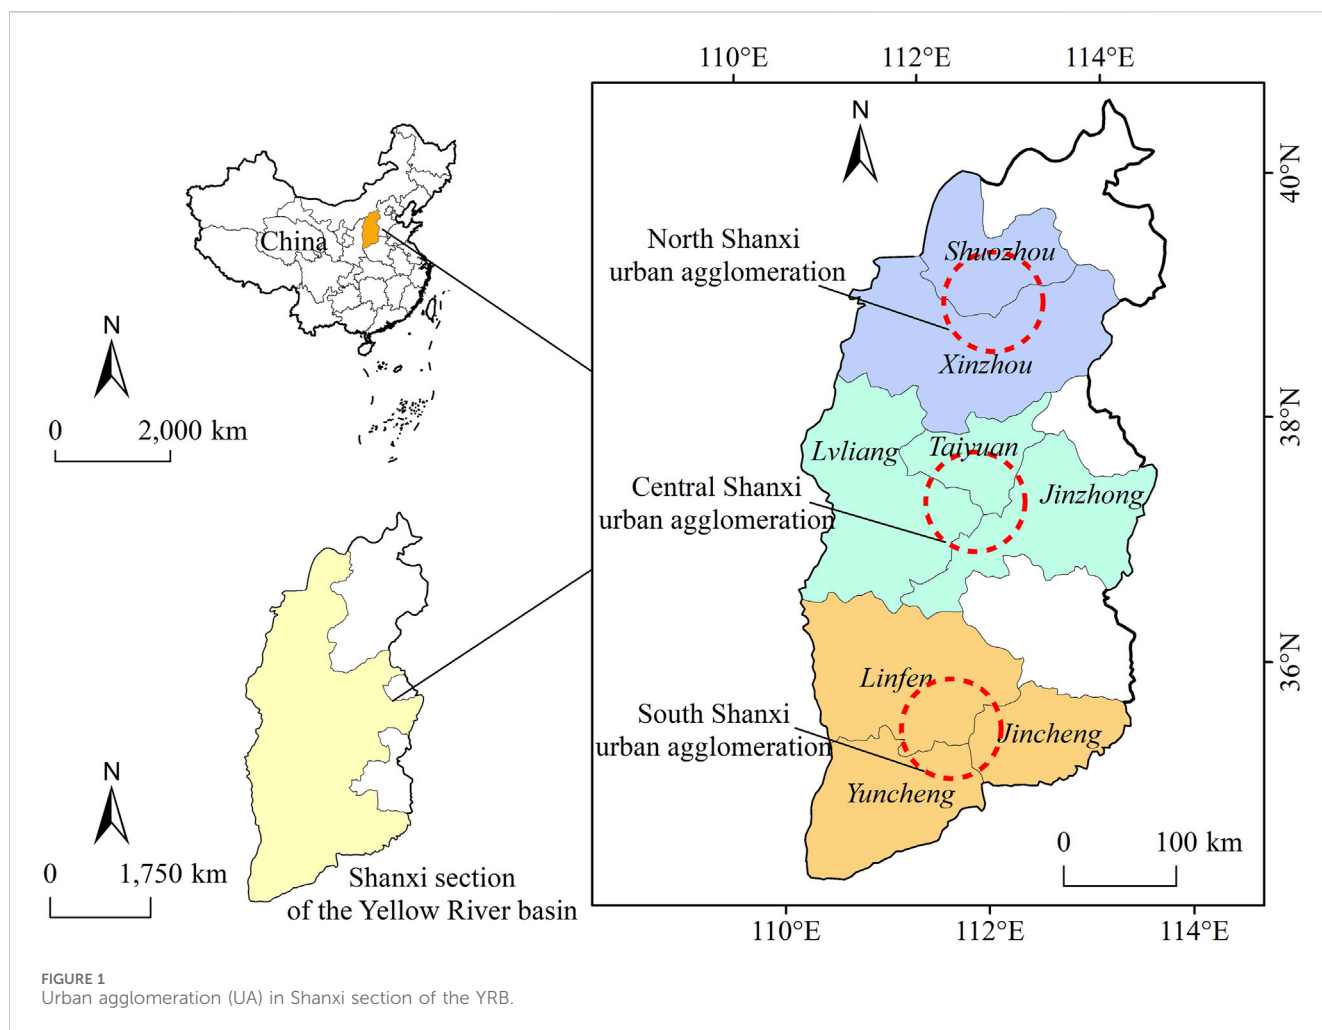 110°E
112°E
114°E
N
40°N
China
North Shanxi
urban agglomeration
Shuozhou
N
Xinzhou
0
2,000 km
38°N
Lvliang
Taiyuan
Jinzhong
Central Shanxi
urban agglomeration
36°N
Linfen
South Shanxi
urban agglomeration
Jincheng
N
Yuncheng
0
100 km
0
1,750 km
Shanxi section
of the Yellow River basin
110°E
112°E
114°E
FIGURE 1
Urban agglomeration (UA) in Shanxi section of the YRB.